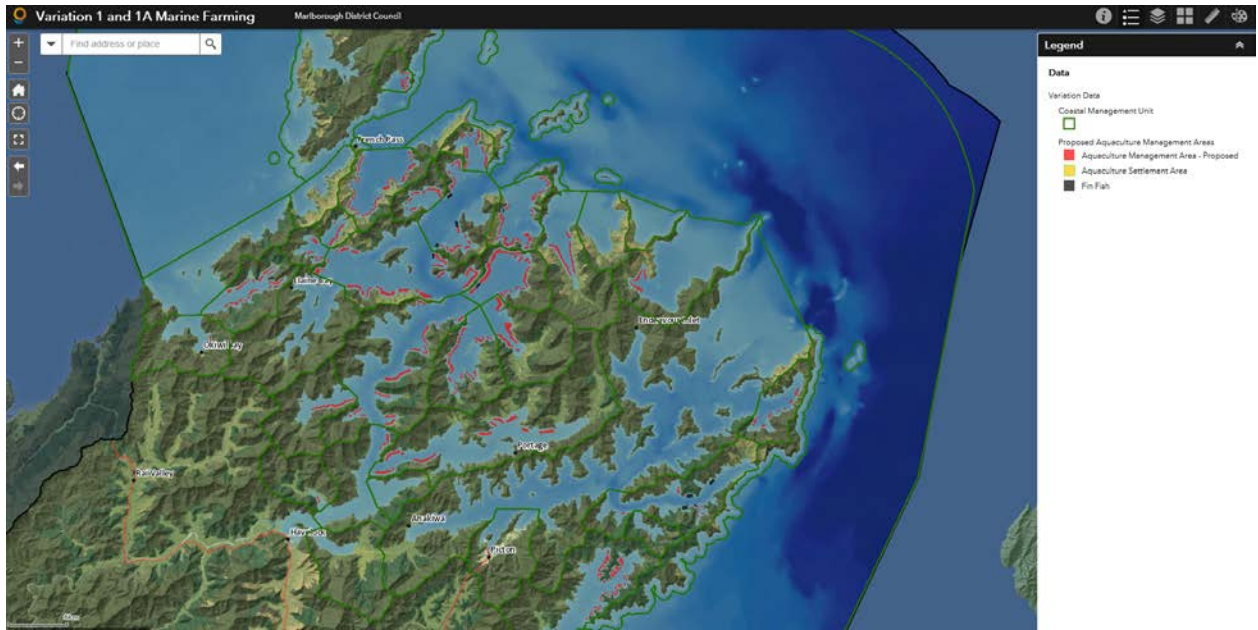 Variation 1 and 1A Marine Farming
Marlborough District Council
Find address or place
Legend
Data
Variation Data
Coastal Management Unit
Proposed Aquaculture Management Areas
Aquaculture Management Area - Proposed
Aquaculture Settlement Area
Fin Fish
French Pass
Elaine Bay
Okiwi Bay
Portage
Rai Valley
Havelock
Anakiwa
Picton